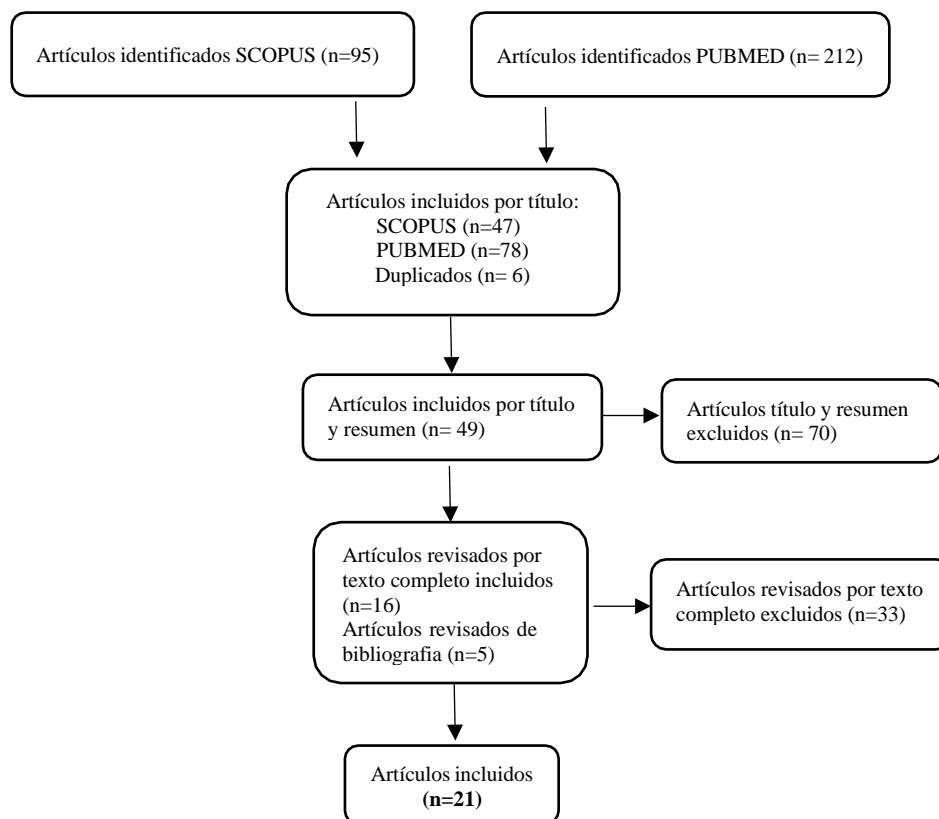 Artículos identificados SCOPUS (n=95)
Artículos identificados PUBMED (n= 212)
Artículos incluidos por título:
SCOPUS (n=47)
PUBMED (n=78)
Duplicados (n= 6)
Artículos incluidos por título
y resumen (n= 49)
Artículos título y resumen
excluidos (n= 70)
Artículos revisados por
texto completo incluidos
(n=16)
Artículos revisados de
bibliografia (n=5)
Artículos revisados por texto
completo excluidos (n=33)
Artículos incluidos
(n=21)